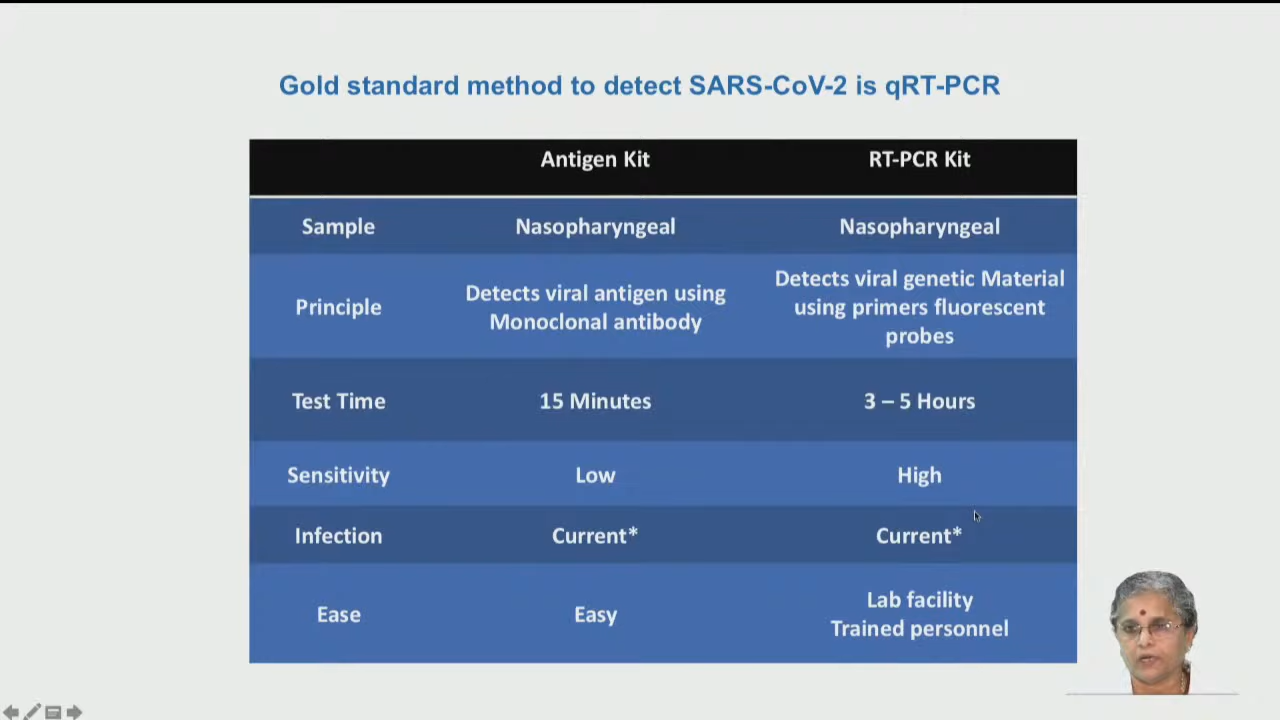 Gold standard method to detect SARS-CoV-2 is qRT-PCR
Antigen Kit RT-PCR Kit
Sample Nasopharyngeal Nasopharyngeal
Principle Detects viral antigen using Monoclonal antibody Detects viral genetic Material using primers fluorescent probes
Test Time 15 Minutes 3 – 5 Hours
Sensitivity Low High
Infection Current* Current*
Ease Easy Lab facility Trained personnel